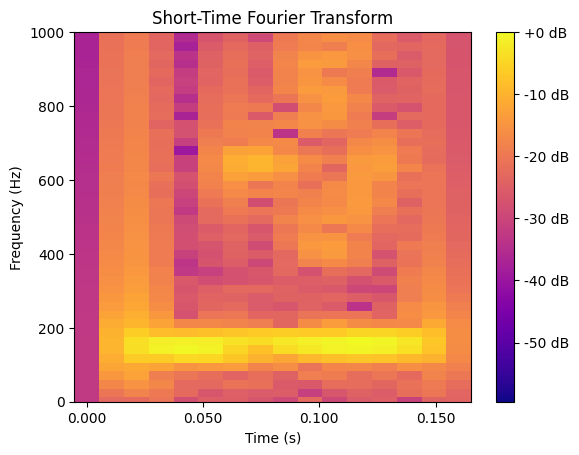 Short-Time Fourier Transform
1000
800
600
400
200
0
Frequency (Hz)
0.000
0.050
0.100
0.150
Time (s)
+0 dB
-10 dB
-20 dB
-30 dB
-40 dB
-50 dB